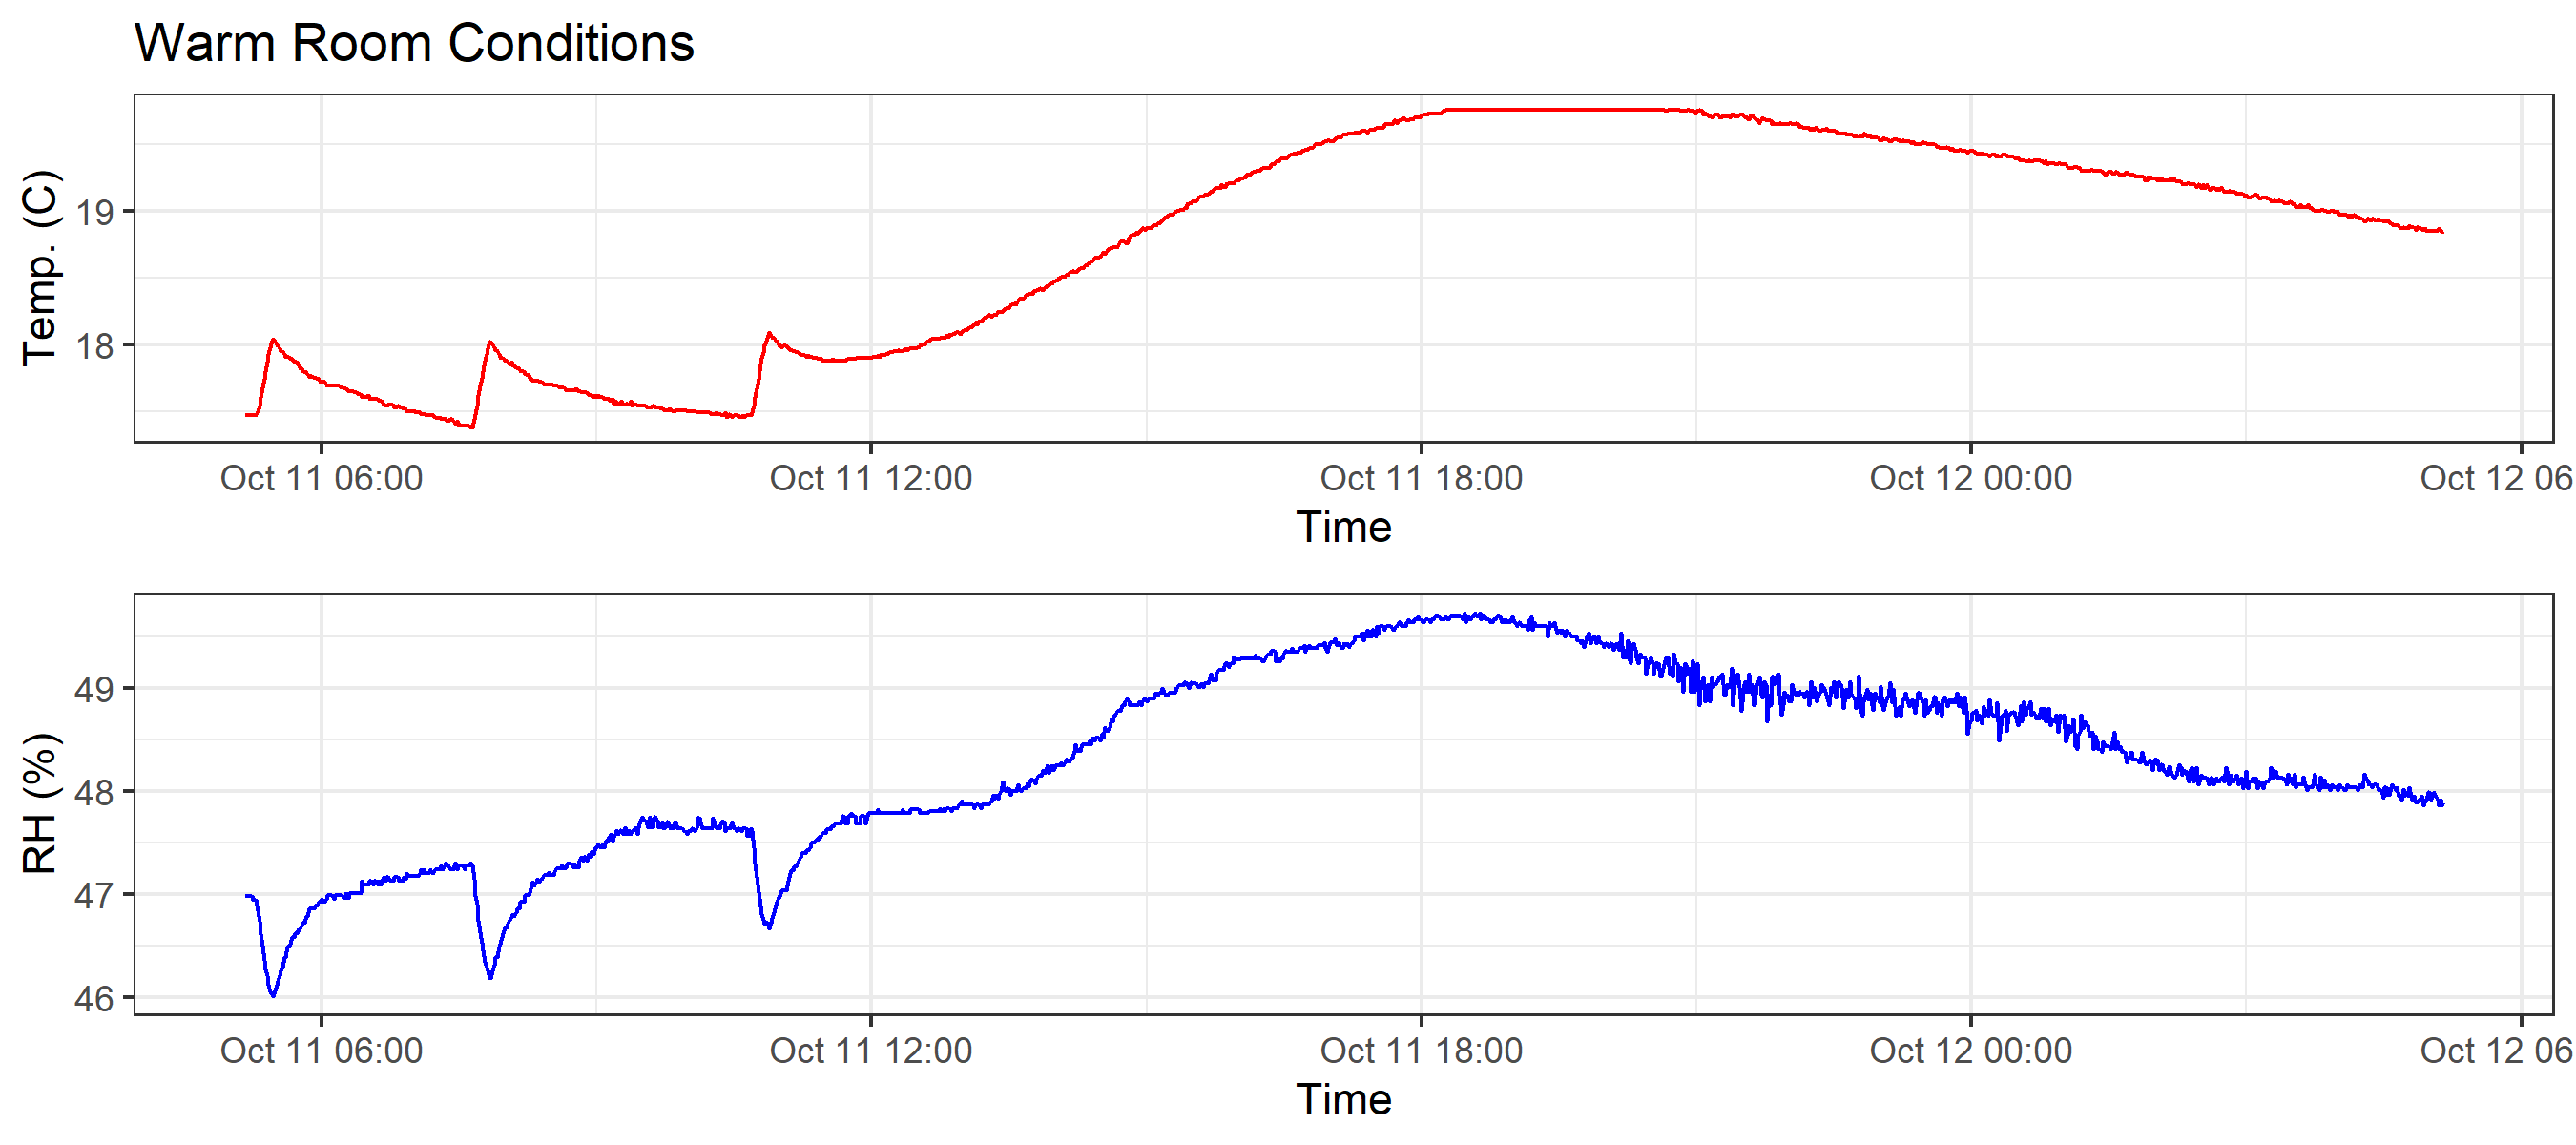 Warm Room Conditions
Temp. (C)
19
18
Oct 11 06:00 Oct 11 12:00 Oct 11 18:00 Oct 12 00:00 Oct 12 06
Time
RH (%)
49
48
47
46
Oct 11 06:00 Oct 11 12:00 Oct 11 18:00 Oct 12 00:00 Oct 12 06
Time